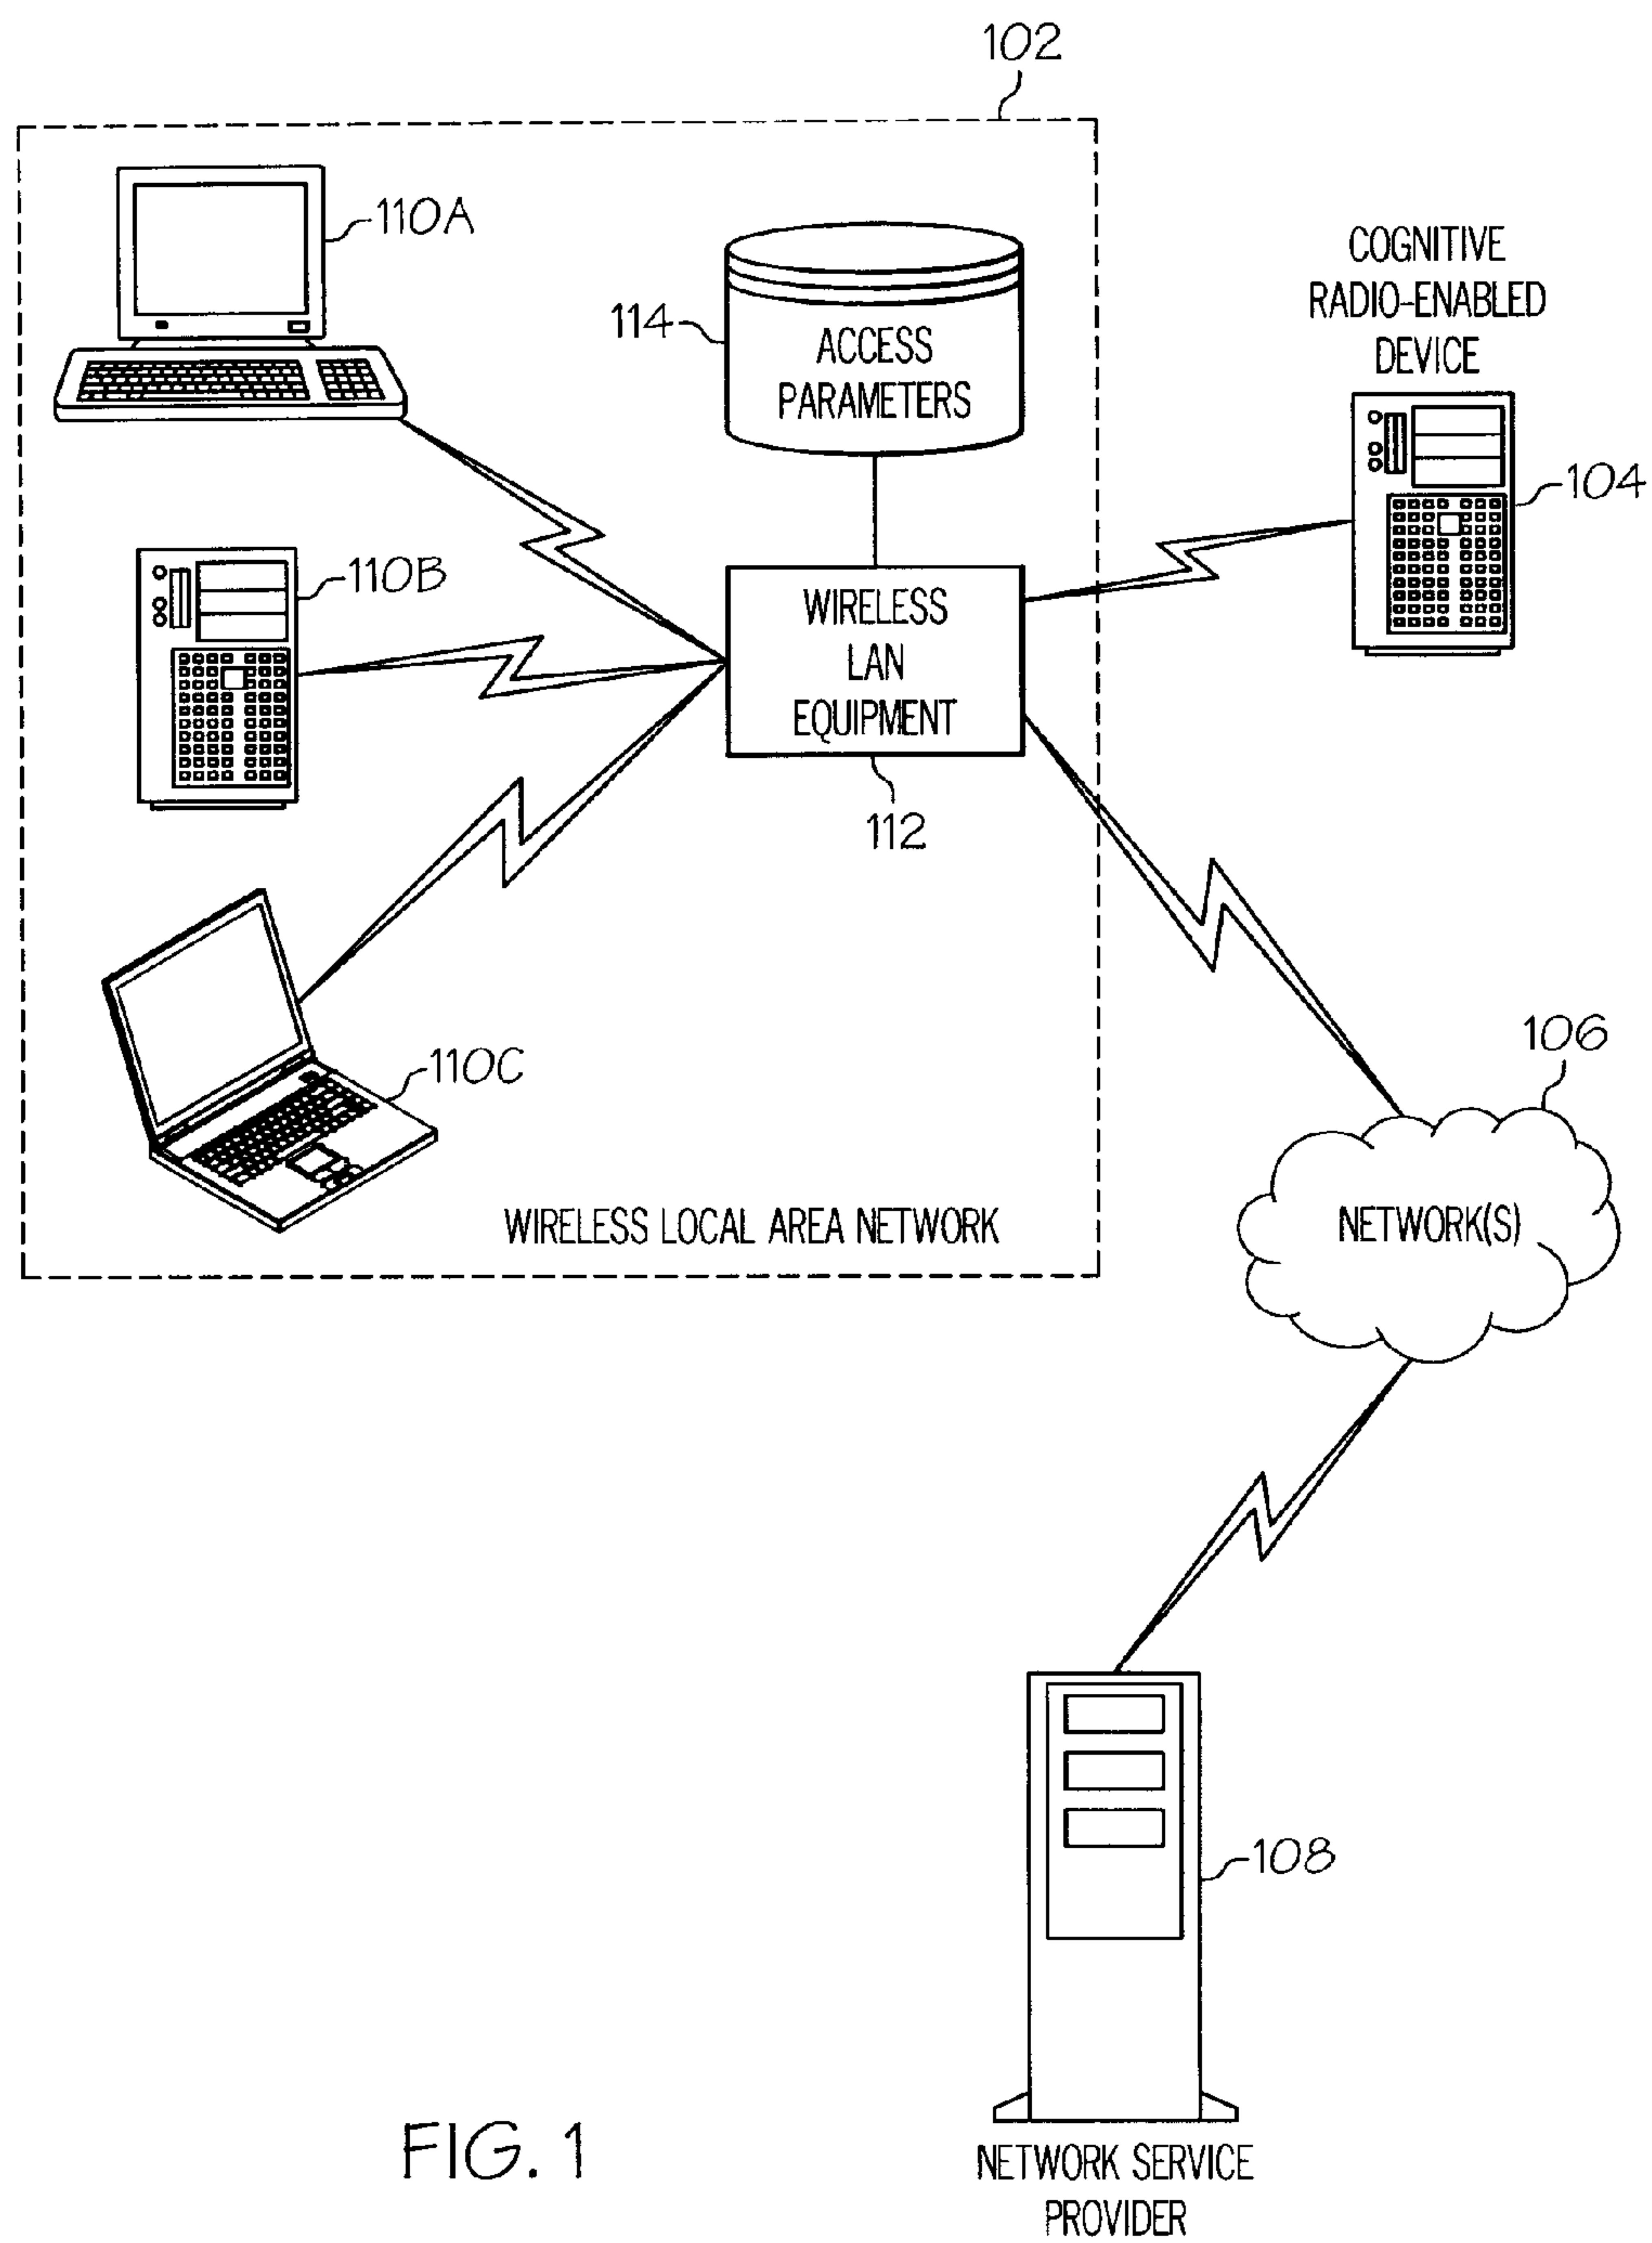 102
110A
114
ACCESS
PARAMETERS
COGNITIVE
RADIO-ENABLED
DEVICE
104
110B
WIRELESS
LAN
EQUIPMENT
112
110C
WIRELESS LOCAL AREA NETWORK
106
NETWORK(S)
108
FIG. 1
NETWORK SERVICE
PROVIDER